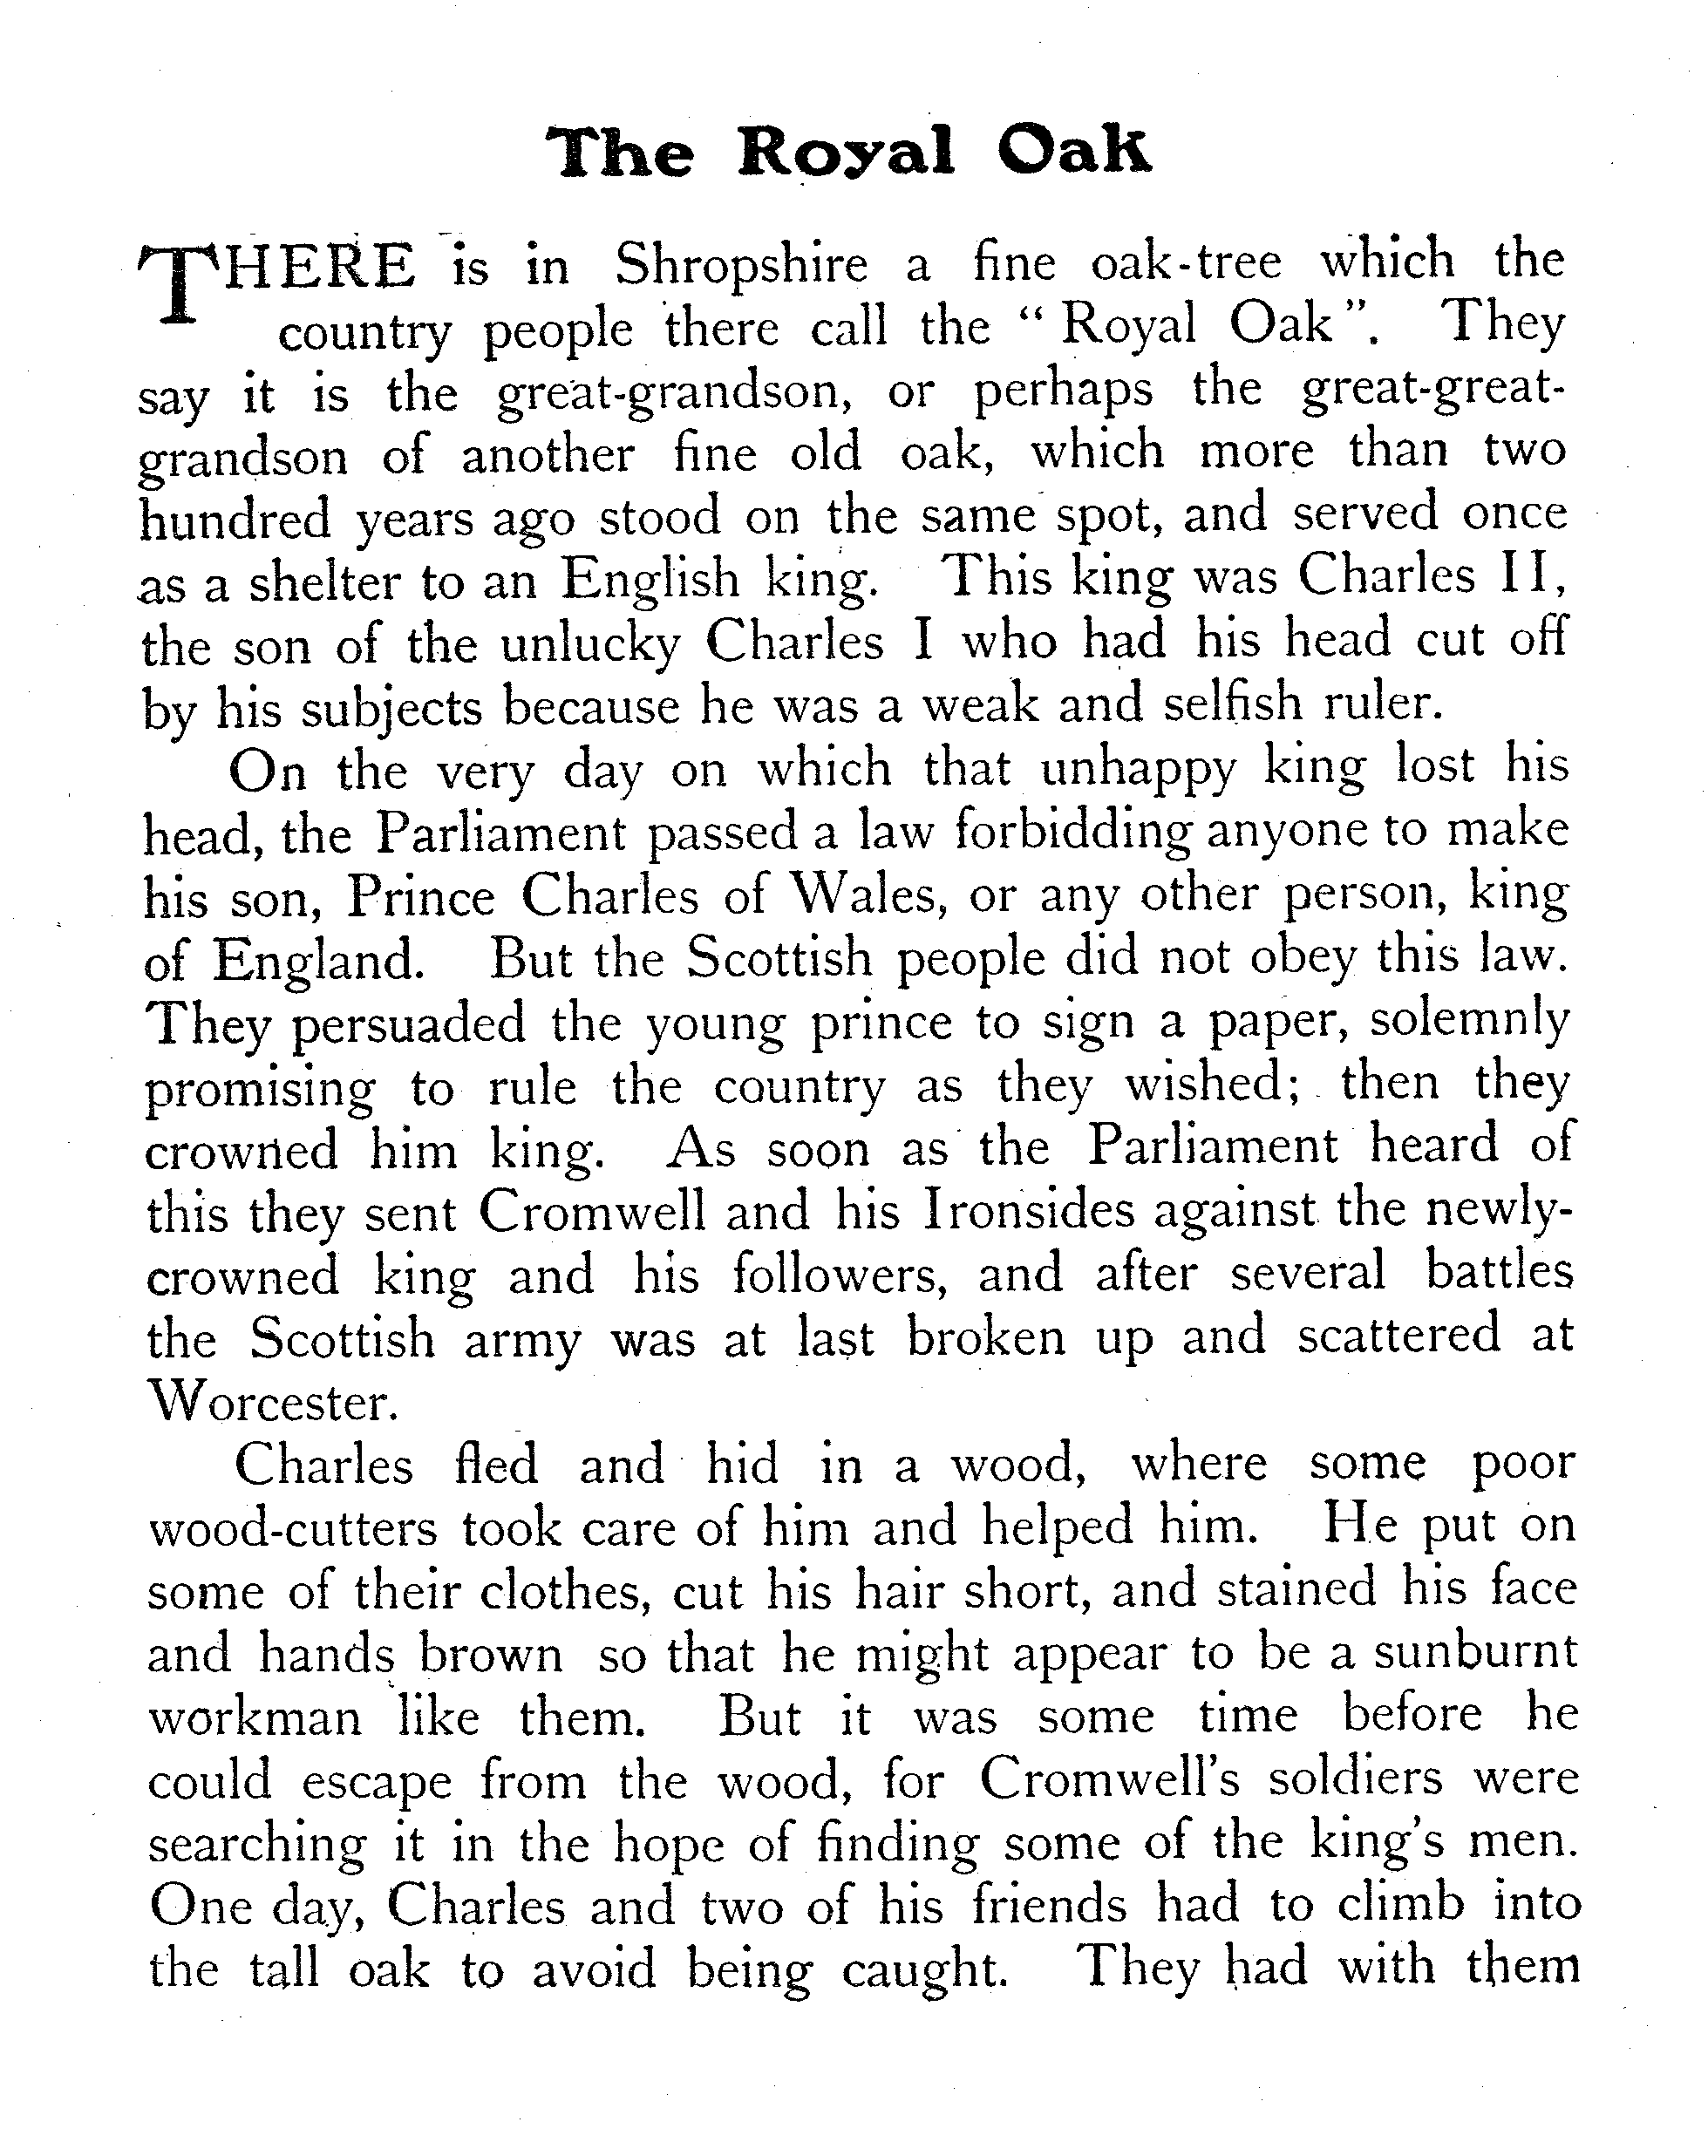 The Royal Oak
THERE is in Shropshire a fine oak-tree which the
country people there call the “ Royal Oak ”. They
say it is the great-grandson, or perhaps the great-great-
grandson of another fine old oak, which more than two
hundred years ago stood on the same spot, and served once
as a shelter to an English king. This king was Charles II,
the son of the unlucky Charles I who had his head cut off
by his subjects because he was a weak and selfish ruler.
On the very day on which that unhappy king lost his
head, the Parliament passed a law forbidding anyone to make
his son, Prince Charles of Wales, or any other person, king
of England. But the Scottish people did not obey this law.
They persuaded the young prince to sign a paper, solemnly
promising to rule the country as they wished; then they
crowned him king. As soon as the Parliament heard of
this they sent Cromwell and his Ironsides against the newly-
crowned king and his followers, and after several battles
the Scottish army was at last broken up and scattered at
Worcester.
Charles fled and hid in a wood, where some poor
wood-cutters took care of him and helped him. He put on
some of their clothes, cut his hair short, and stained his face
and hands brown so that he might appear to be a sunburnt
workman like them. But it was some time before he
could escape from the wood, for Cromwell’s soldiers were
searching it in the hope of finding some of the king’s men.
One day, Charles and two of his friends had to climb into
the tall oak to avoid being caught. They had with them